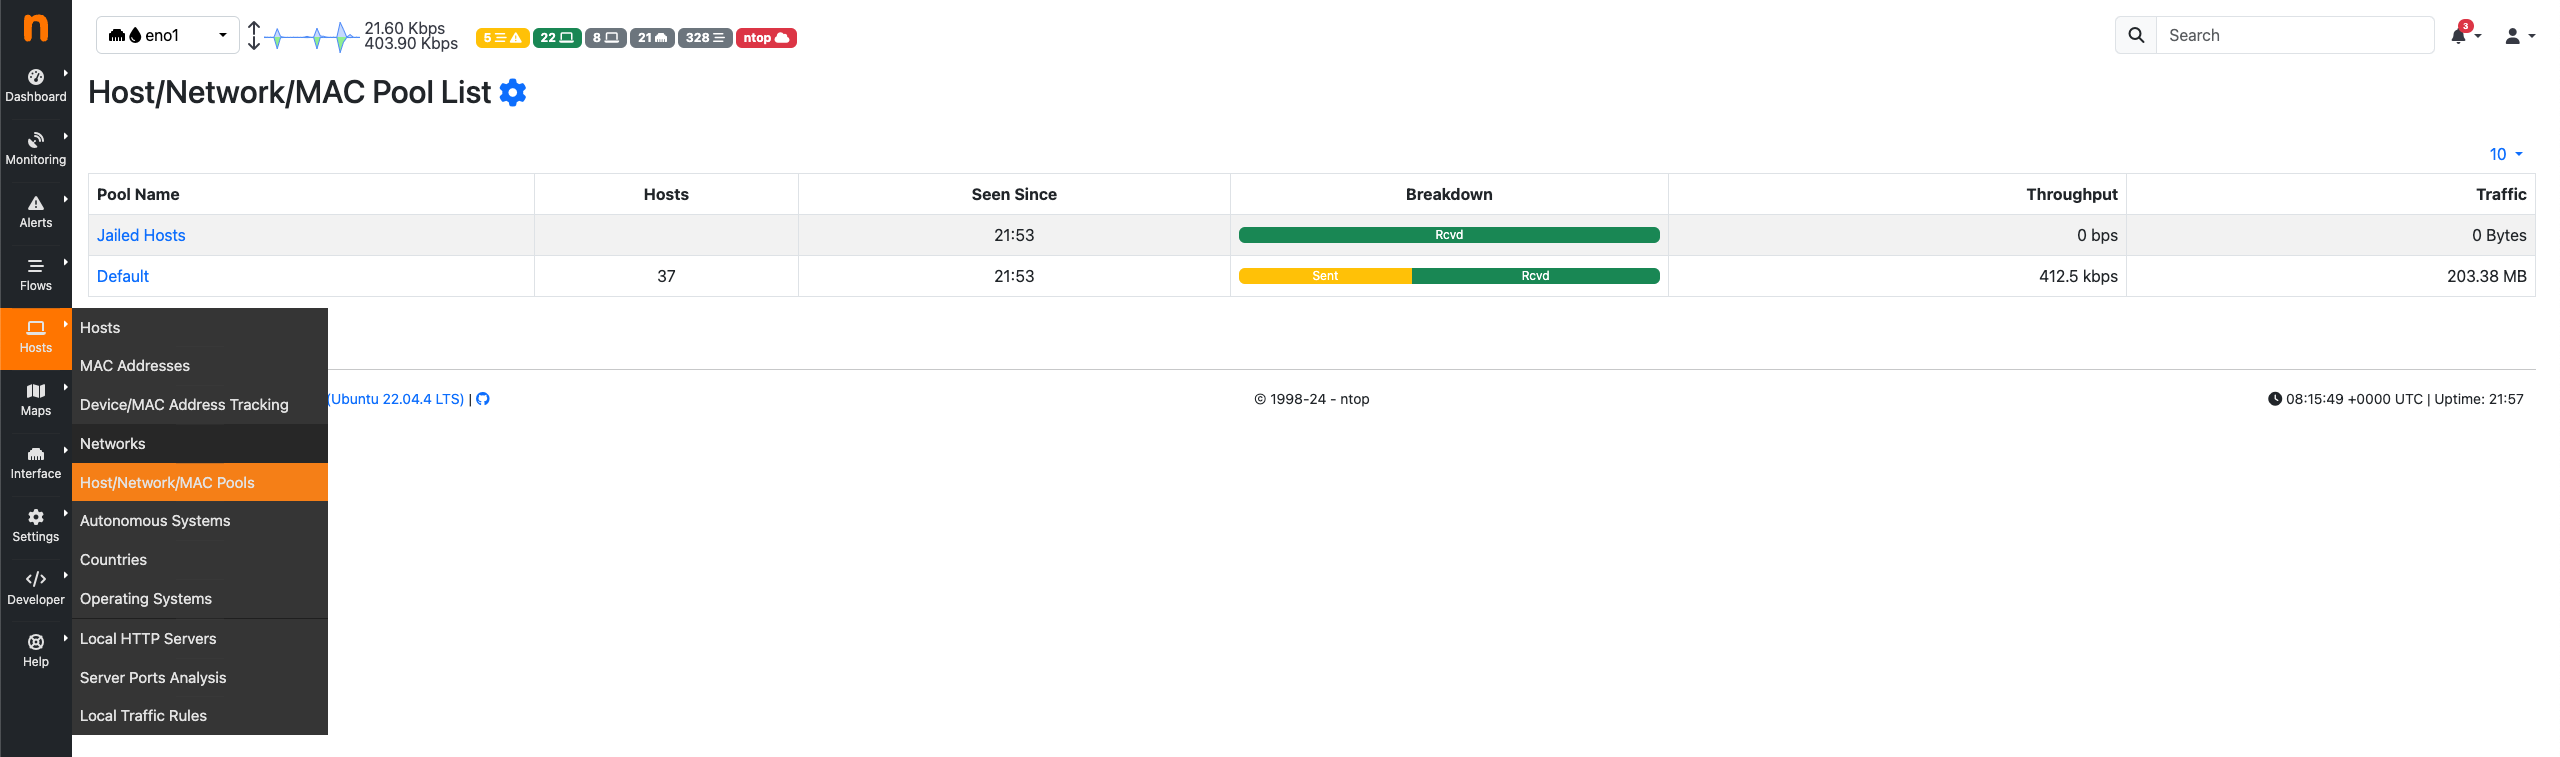 n
eno1
21.60 Kbps
403.90 Kbps
5
22
8
21
328
ntop
Search
3
Dashboard
Monitoring
Alerts
Flows
Hosts
Maps
Interface
Settings
Developer
Help
Host/Network/MAC Pool List
10
Pool Name Hosts Seen Since Breakdown Throughput Traffic
Jailed Hosts 21:53 Rcvd 0 bps 0 Bytes
Default 37 21:53 Sent Rcvd 412.5 kbps 203.38 MB
Hosts
MAC Addresses
Device/MAC Address Tracking
Networks
Host/Network/MAC Pools
Autonomous Systems
Countries
Operating Systems
Local HTTP Servers
Server Ports Analysis
Local Traffic Rules
(Ubuntu 22.04.4 LTS) |
© 1998-24 - ntop
08:15:49 +0000 UTC | Uptime: 21:57